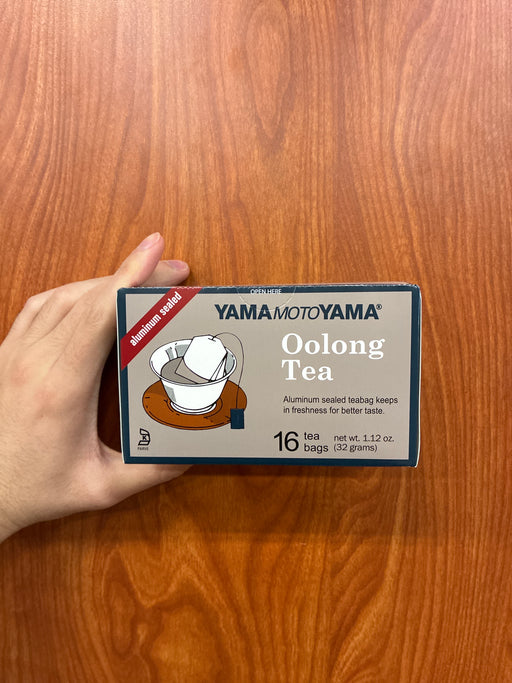 OPEN HERE
aluminum sealed
YAMAMOTOYAMA®
Oolong
Tea
Aluminum sealed teabag keeps
in freshness for better taste.
16 tea bags
net wt. 1.12 oz.
(32 grams)
K
PARVE